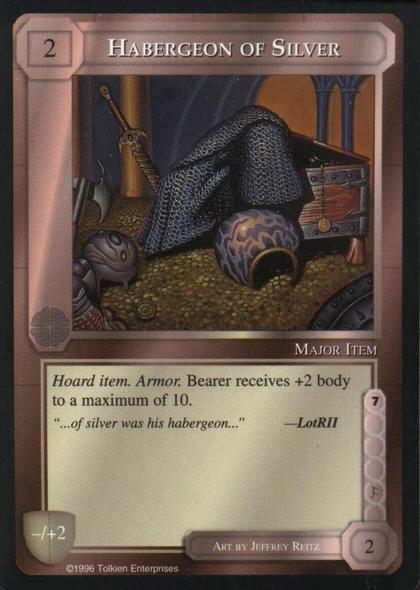 2
HABERGEON OF SILVER
MAJOR ITEM
Hoard item. Armor. Bearer receives +2 body
to a maximum of 10.
"...of silver was his habergeon..." —LotRII
7
–/+2
ART BY JEFFREY REITZ
2
©1996 Tolkien Enterprises